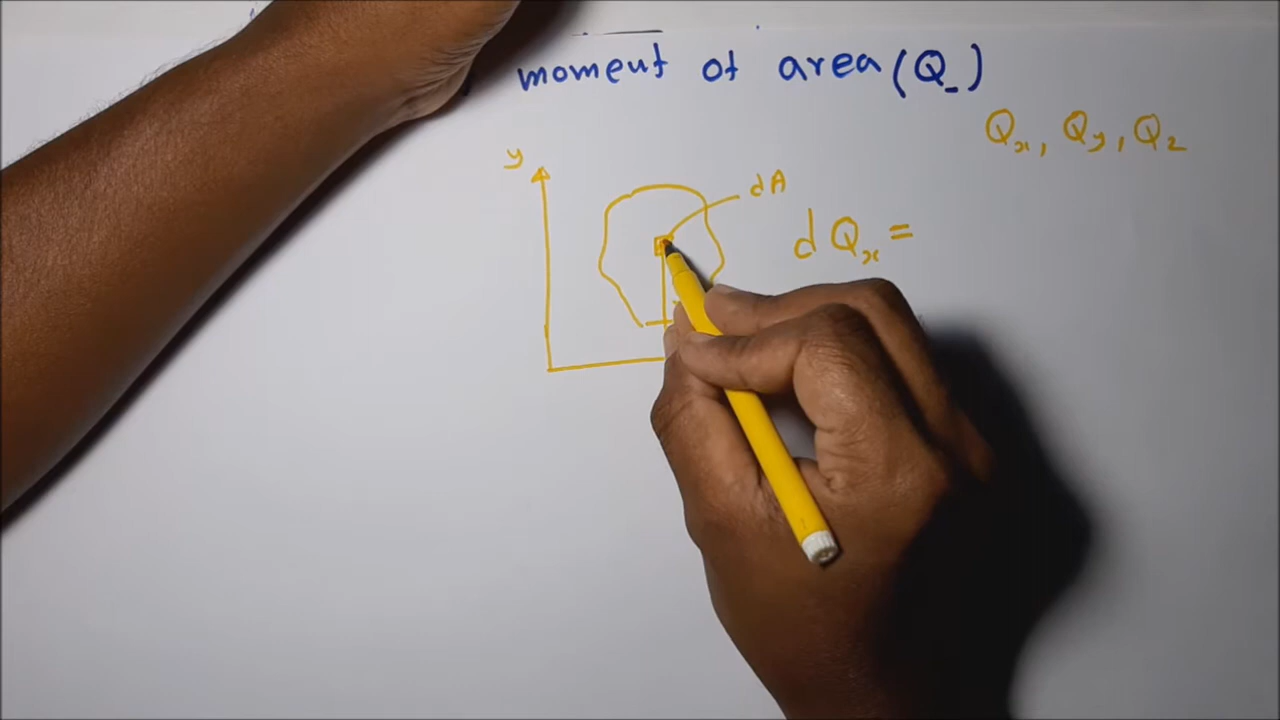 moment of area (Q_)
Qx, Qy, Qz
y
dA
dQx =